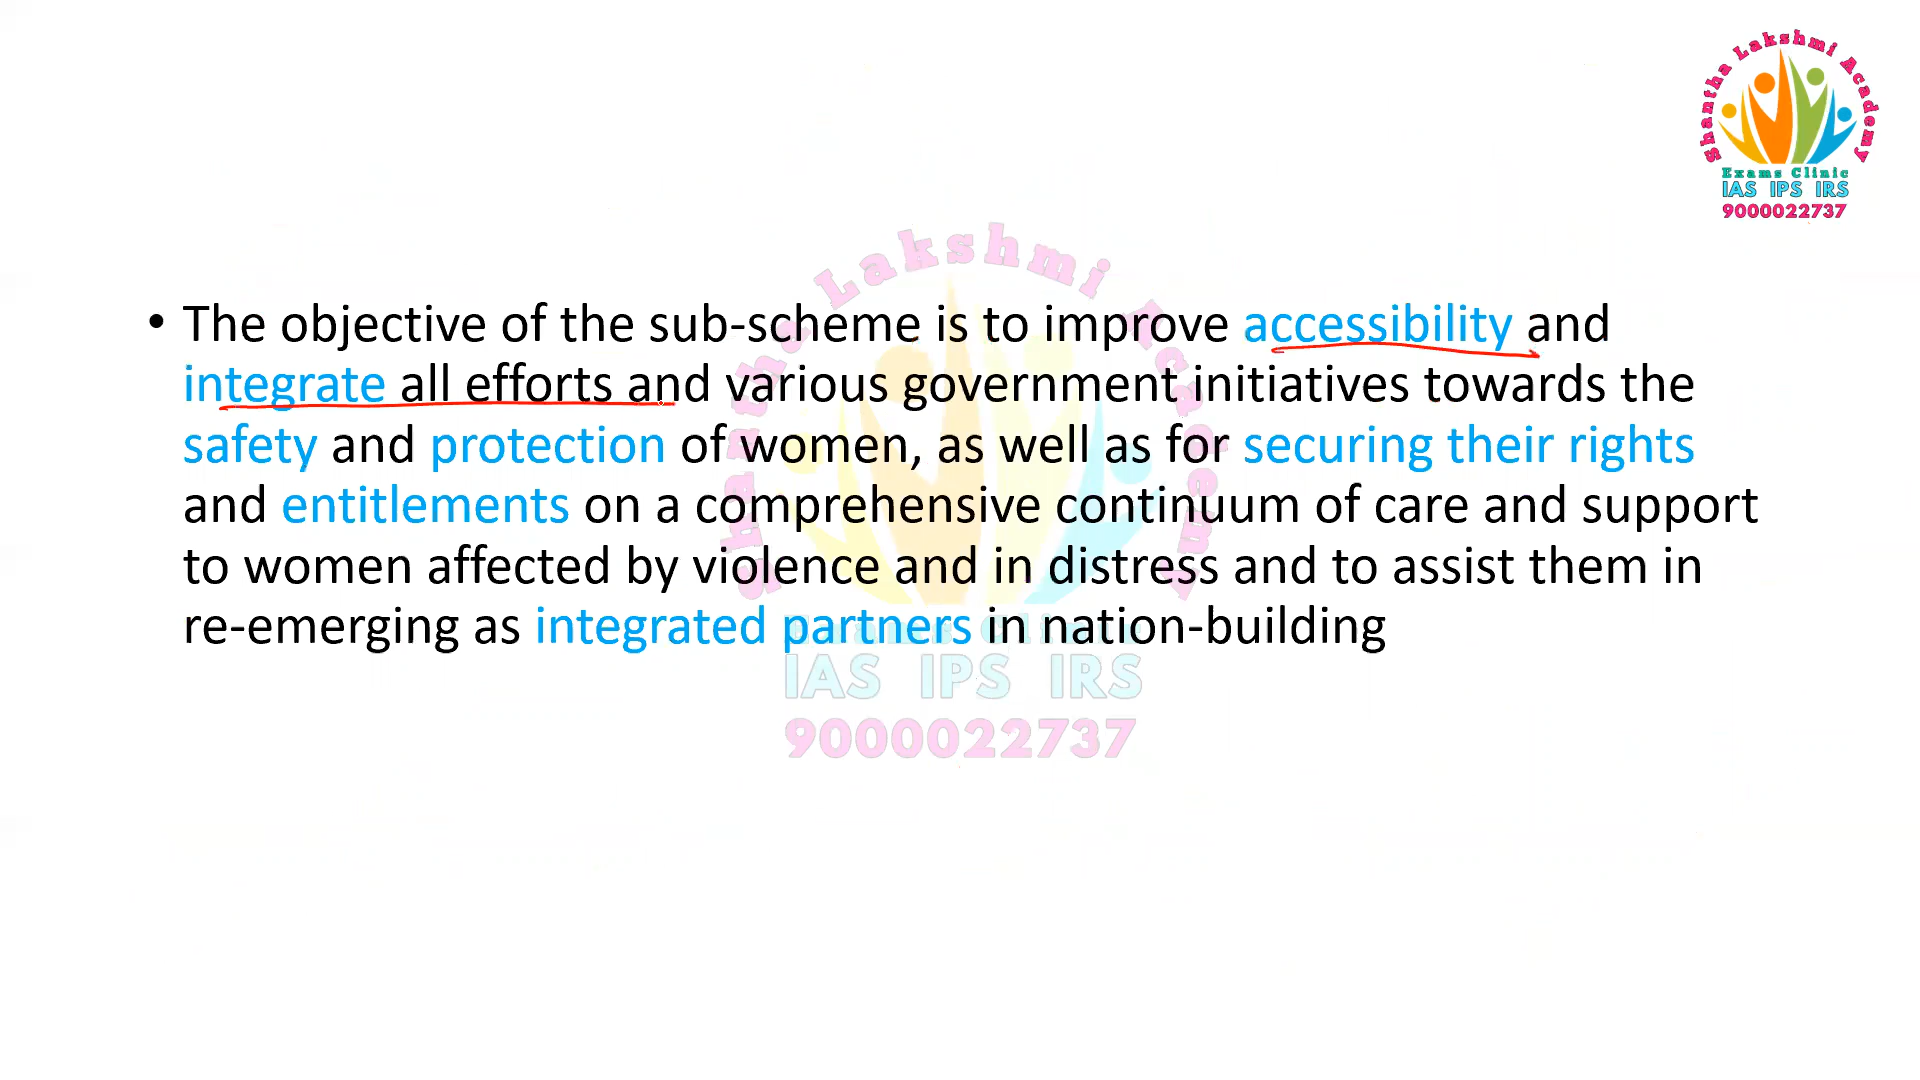 Shantha Lakshmi Academy
Exams Clinic
IAS IPS IRS
9000022737
• The objective of the sub-scheme is to improve accessibility and
integrate all efforts and various government initiatives towards the
safety and protection of women, as well as for securing their rights
and entitlements on a comprehensive continuum of care and support
to women affected by violence and in distress and to assist them in
re-emerging as integrated partners in nation-building
Shantha Lakshmi Academy
Exams Clinic
IAS IPS IRS
9000022737